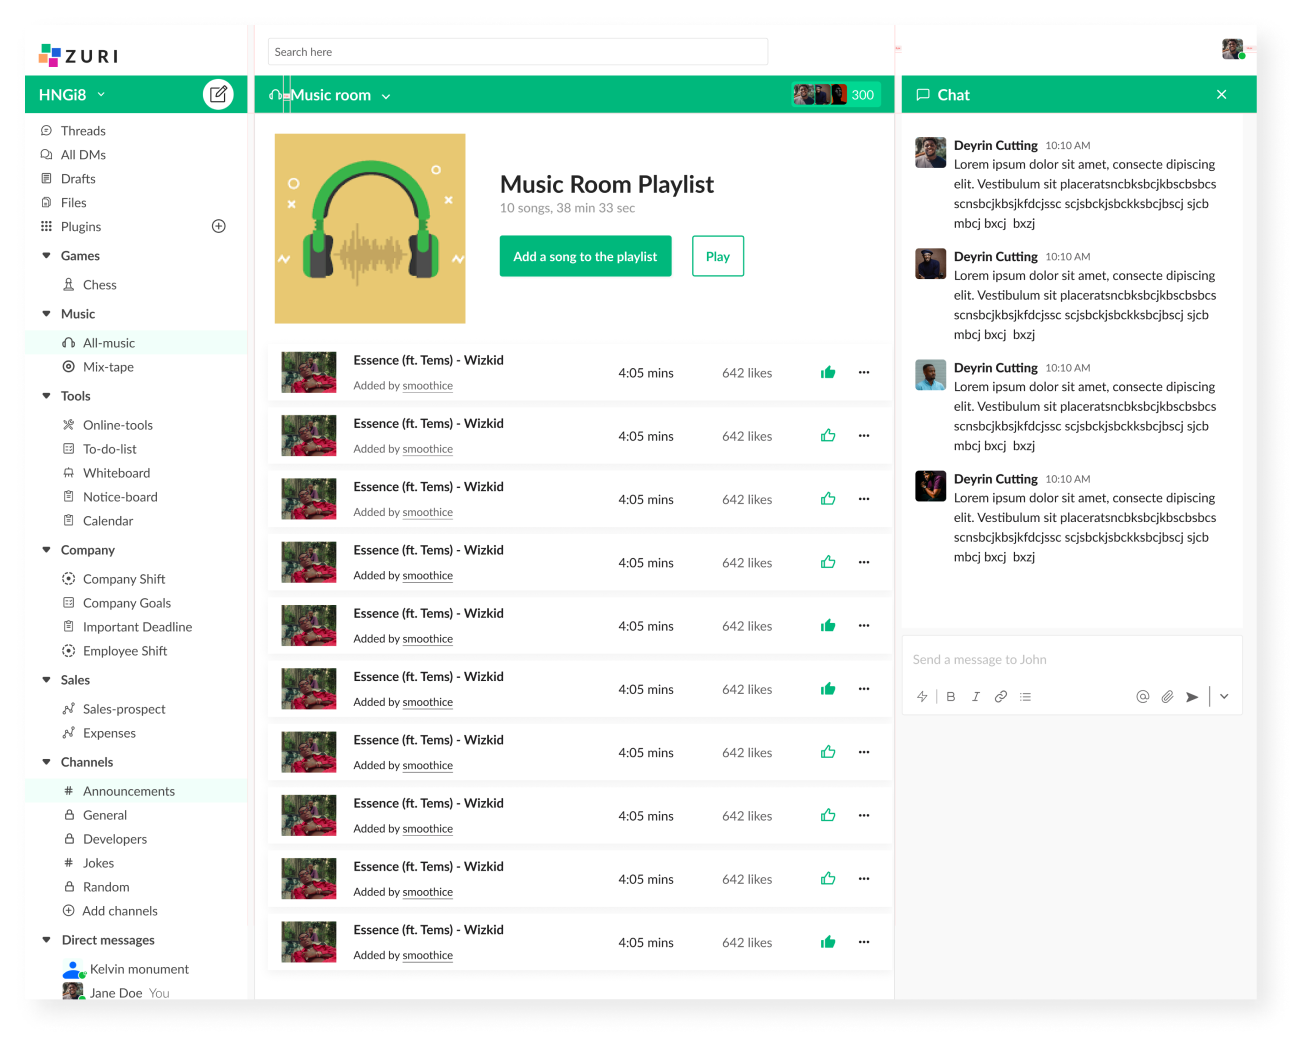 ZURI
Search here
HNGi8
Threads
All DMs
Drafts
Files
Plugins
Games
Chess
Music
All-music
Mix-tape
Tools
Online-tools
To-do-list
Whiteboard
Notice-board
Calendar
Company
Company Shift
Company Goals
Important Deadline
Employee Shift
Sales
Sales-prospect
Expenses
Channels
# Announcements
General
Developers
# Jokes
Random
Add channels
Direct messages
Kelvin monument
Jane Doe You
Music room
300
Music Room Playlist
10 songs, 38 min 33 sec
Add a song to the playlist
Play
Essence (ft. Tems) - Wizkid
Added by smoothice
4:05 mins
642 likes
Essence (ft. Tems) - Wizkid
Added by smoothice
4:05 mins
642 likes
Essence (ft. Tems) - Wizkid
Added by smoothice
4:05 mins
642 likes
Essence (ft. Tems) - Wizkid
Added by smoothice
4:05 mins
642 likes
Essence (ft. Tems) - Wizkid
Added by smoothice
4:05 mins
642 likes
Essence (ft. Tems) - Wizkid
Added by smoothice
4:05 mins
642 likes
Essence (ft. Tems) - Wizkid
Added by smoothice
4:05 mins
642 likes
Essence (ft. Tems) - Wizkid
Added by smoothice
4:05 mins
642 likes
Essence (ft. Tems) - Wizkid
Added by smoothice
4:05 mins
642 likes
Essence (ft. Tems) - Wizkid
Added by smoothice
4:05 mins
642 likes
Chat
Deyrin Cutting 10:10 AM
Lorem ipsum dolor sit amet, consecte dipiscing
elit. Vestibulum sit placeratsncbksbcjkbscbsbcs
scnsbcjkbsjkfdcjssc scjsbckjsbckksbcjbscj sjcb
mbcj bxcj bxzj
Deyrin Cutting 10:10 AM
Lorem ipsum dolor sit amet, consecte dipiscing
elit. Vestibulum sit placeratsncbksbcjkbscbsbcs
scnsbcjkbsjkfdcjssc scjsbckjsbckksbcjbscj sjcb
mbcj bxcj bxzj
Deyrin Cutting 10:10 AM
Lorem ipsum dolor sit amet, consecte dipiscing
elit. Vestibulum sit placeratsncbksbcjkbscbsbcs
scnsbcjkbsjkfdcjssc scjsbckjsbckksbcjbscj sjcb
mbcj bxcj bxzj
Deyrin Cutting 10:10 AM
Lorem ipsum dolor sit amet, consecte dipiscing
elit. Vestibulum sit placeratsncbksbcjkbscbsbcs
scnsbcjkbsjkfdcjssc scjsbckjsbckksbcjbscj sjcb
mbcj bxcj bxzj
Send a message to John
B I @